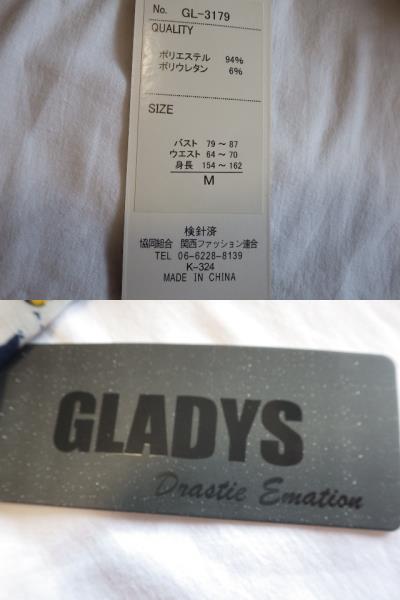 No. GL-3179
QUALITY
ポリエステル 94%
ポリウレタン 6%
SIZE
バスト 79～87
ウエスト 64～70
身長 154～162
M
検針済
協同組合 関西ファッション連合
TEL 06-6228-8139
K-324
MADE IN CHINA
GLADYS
Drastie Emation